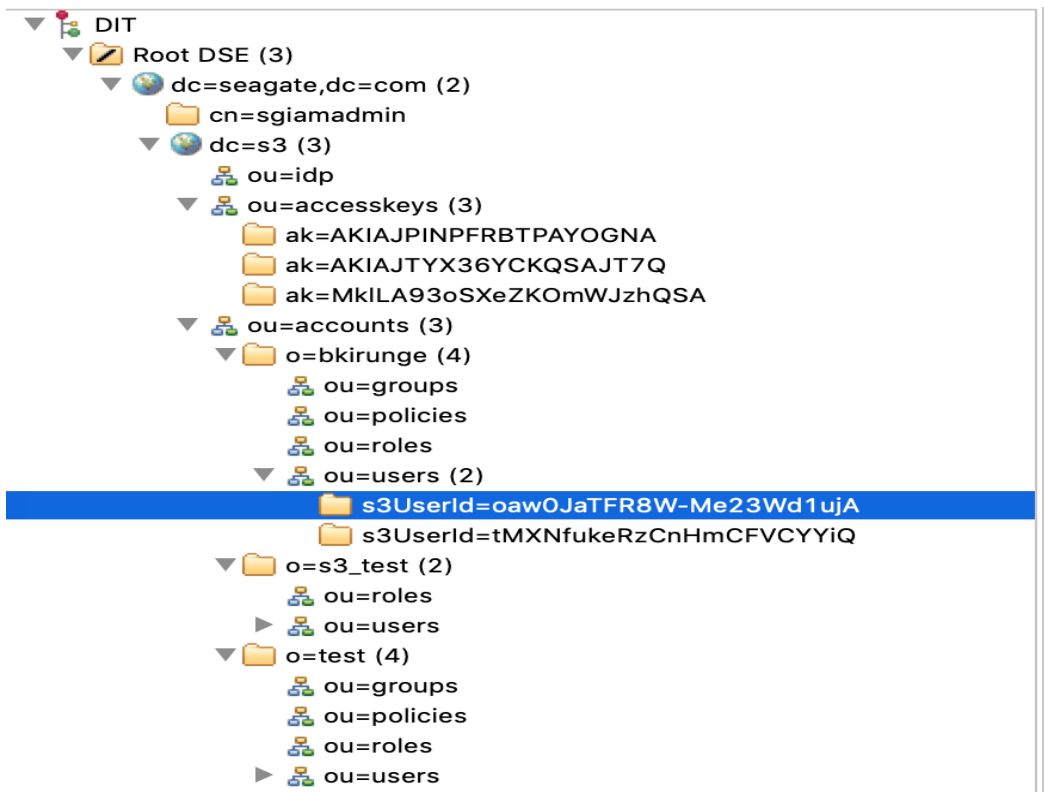 DIT
Root DSE (3)
dc=seagate,dc=com (2)
cn=sgiamadmin
dc=s3 (3)
ou=idp
ou=accesskeys (3)
ak=AKIAJPINPFRBTPAYOGNA
ak=AKIAJTYX36YCKQSAJT7Q
ak=MklLA93oSXeZKOmWJzhQSA
ou=accounts (3)
o=bkirunge (4)
ou=groups
ou=policies
ou=roles
ou=users (2)
s3UserId=oaw0JaTFR8W-Me23Wd1ujA
s3UserId=tMXNfukeRzCnHmCFVCYYiQ
o=s3_test (2)
ou=roles
ou=users
o=test (4)
ou=groups
ou=policies
ou=roles
ou=users